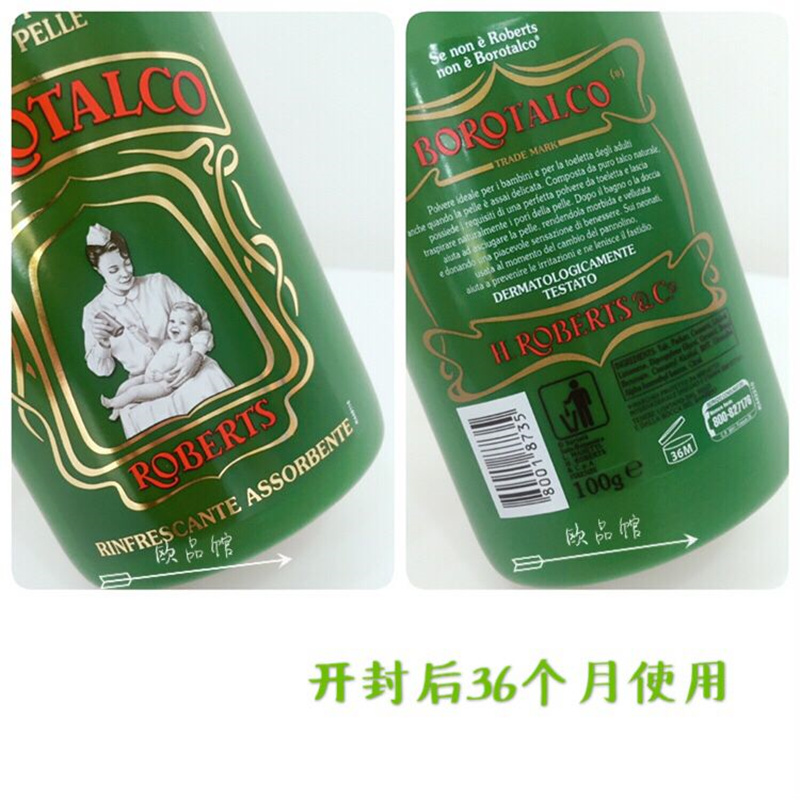 PELLE
OTALCO
ROBERTS
RINFRESCANTE ASSORBENTE
欧品馆
Se non è Roberts
non è Borotalco®
BOROTALCO (®)
TRADE MARK
Polvere ideale per i bambini e per la toeletta degli adulti
anche quando la pelle è assai delicata. Composta da puro talco naturale,
possiede i requisiti di una perfetta polvere da toeletta e lascia
traspirare naturalmente i pori della pelle. Dopo il bagno o la doccia
aiuta ad asciugare la pelle, rendendola morbida e vellutata
e donando una piacevole sensazione di benessere. Sui neonati,
usata al momento del cambio del pannolino,
aiuta a prevenire le irritazioni e ne lenisce il fastidio.
DERMATOLOGICAMENTE
TESTATO
H. ROBERTS & Co
8001 8735
100g e
36M
800-827170
欧品馆
开封后36个月使用